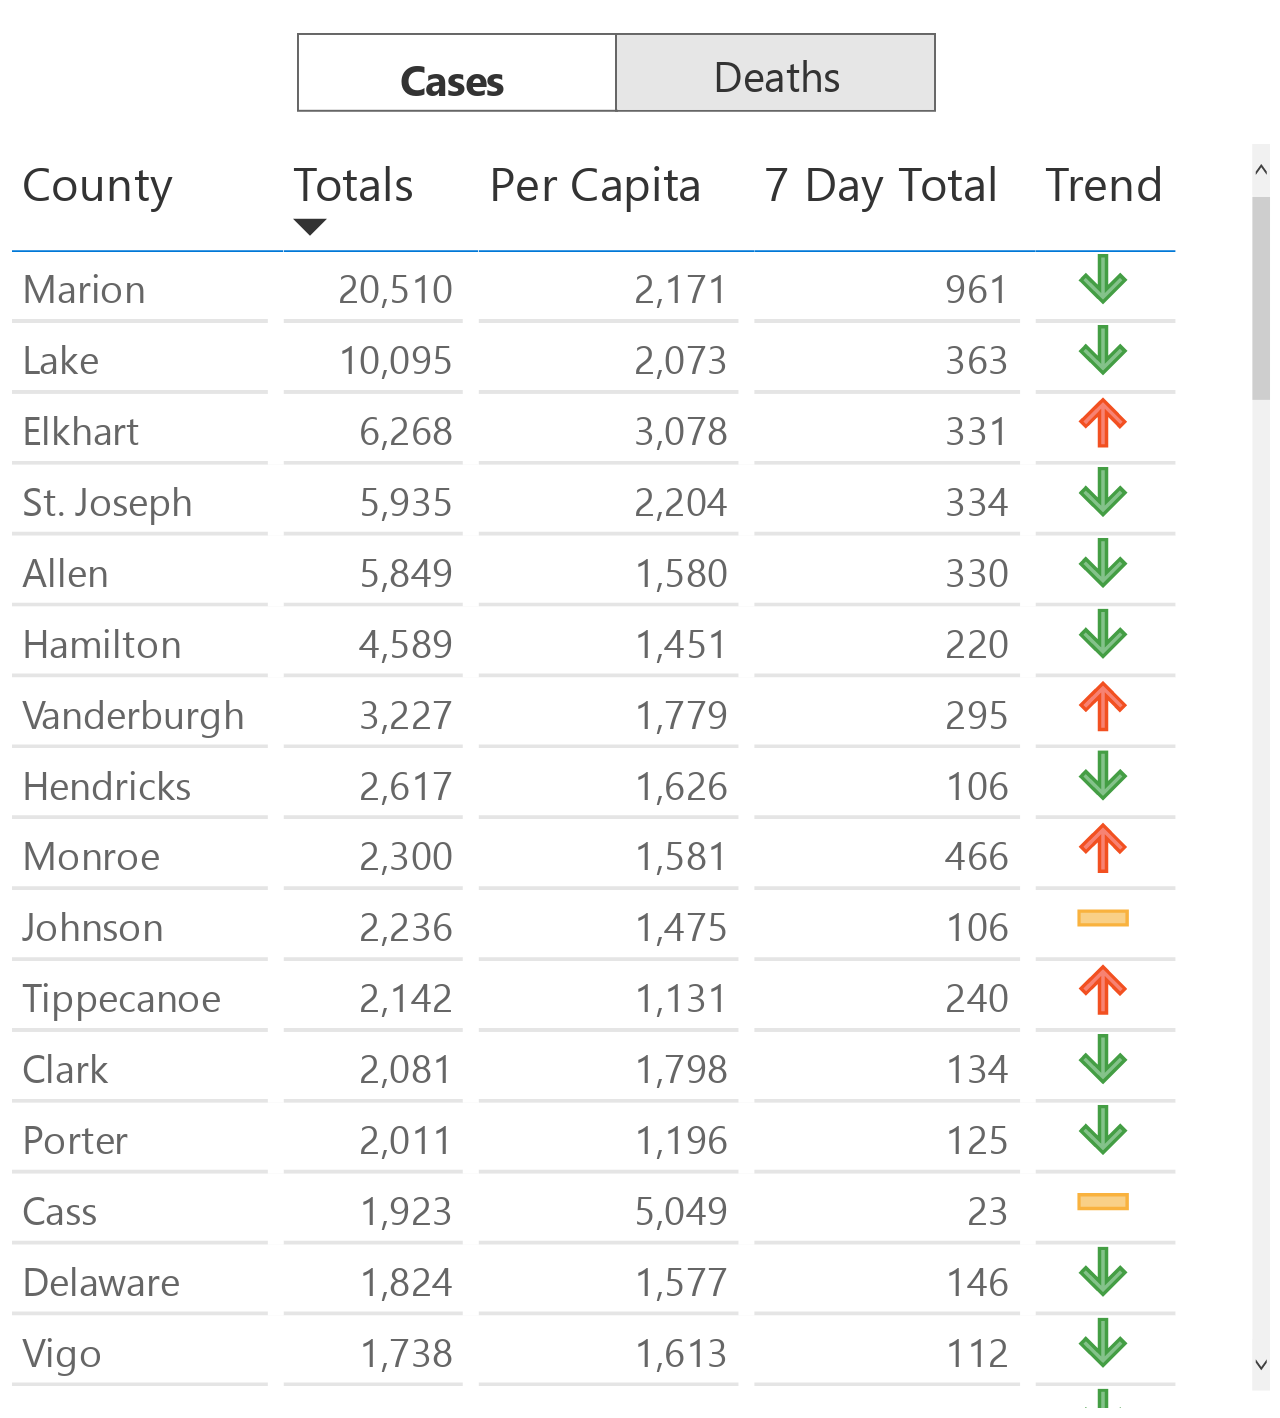 Cases Deaths
County Totals Per Capita 7 Day Total Trend
Marion 20,510 2,171 961
Lake 10,095 2,073 363
Elkhart 6,268 3,078 331
St. Joseph 5,935 2,204 334
Allen 5,849 1,580 330
Hamilton 4,589 1,451 220
Vanderburgh 3,227 1,779 295
Hendricks 2,617 1,626 106
Monroe 2,300 1,581 466
Johnson 2,236 1,475 106
Tippecanoe 2,142 1,131 240
Clark 2,081 1,798 134
Porter 2,011 1,196 125
Cass 1,923 5,049 23
Delaware 1,824 1,577 146
Vigo 1,738 1,613 112